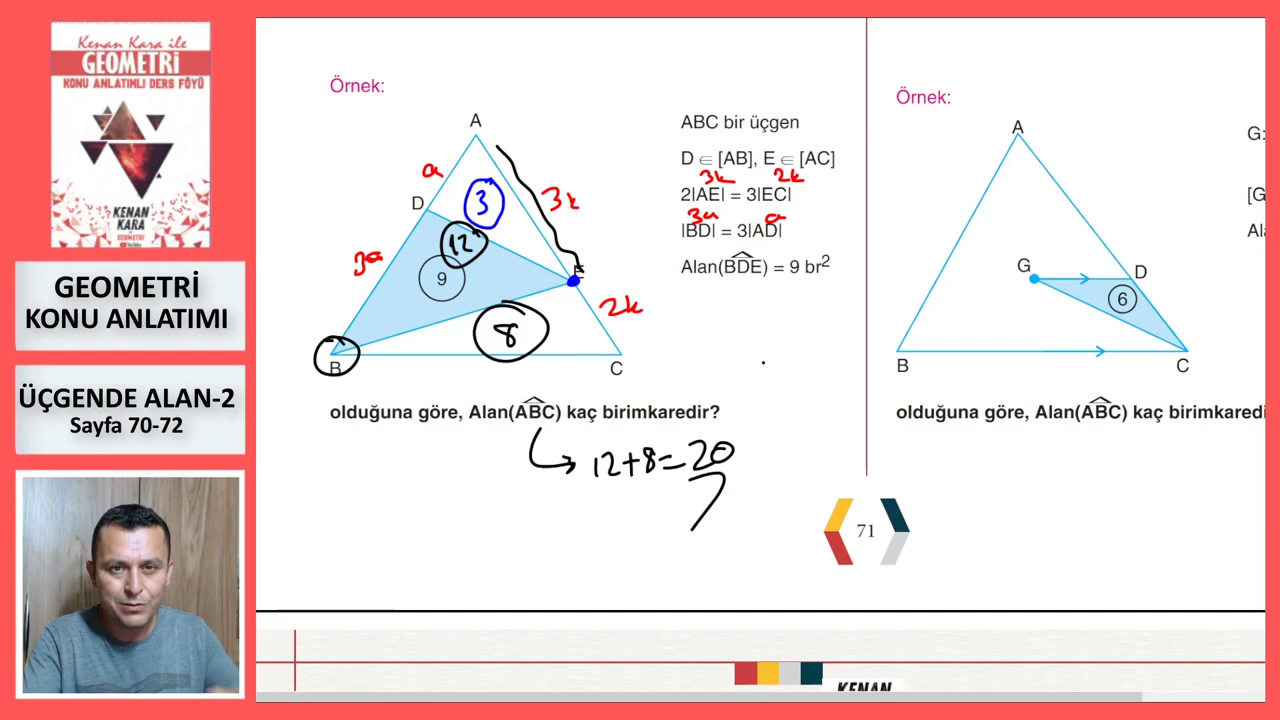 Kenan Kara ile
GEOMETRİ
KONU ANLATIMLI DERS FÖYÜ
KENAN
KARA
GEOMETRİ
GEOMETRİ
KONU ANLATIMI
ÜÇGENDE ALAN-2
Sayfa 70-72
Örnek:
A
a
D
3
3k
12
3a
9
E
2k
8
B
C
ABC bir üçgen
D ∈ [AB], E ∈ [AC]
3k 2k
2|AE| = 3|EC|
3a a
|BD| = 3|AD|
Alan(BDE) = 9 br²
olduğuna göre, Alan(ABC) kaç birimkaredir?
12+8=20
Örnek:
A
G
D
6
B
C
G:
[G
Ala
olduğuna göre, Alan(ABC) kaç birimkaredi
71
KENAN